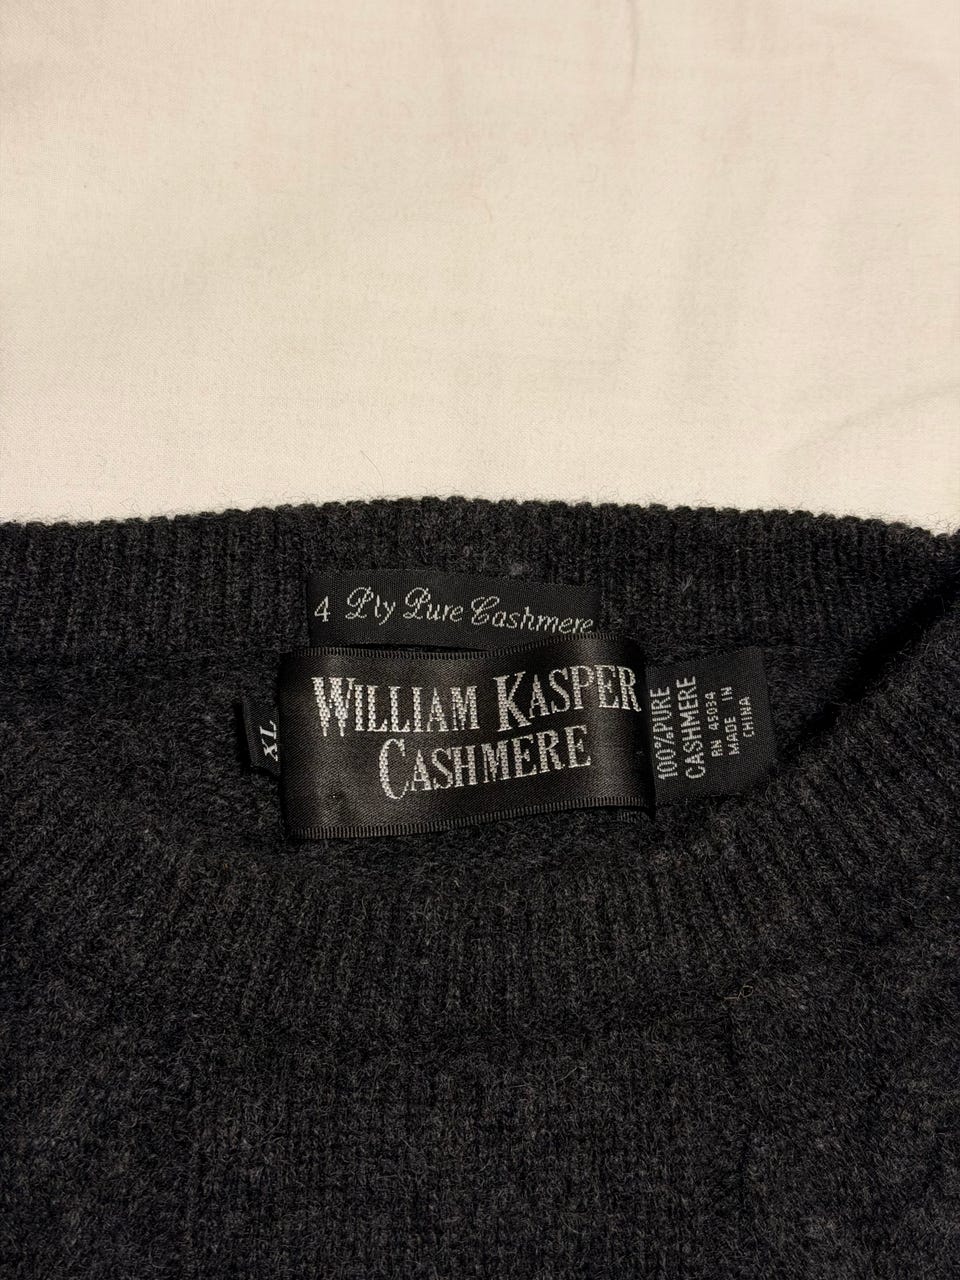 4 Ply Pure Cashmere
WILLIAM KASPER
CASHMERE
XL
100%PURE
CASHMERE
RN 45034
MADE IN
CHINA